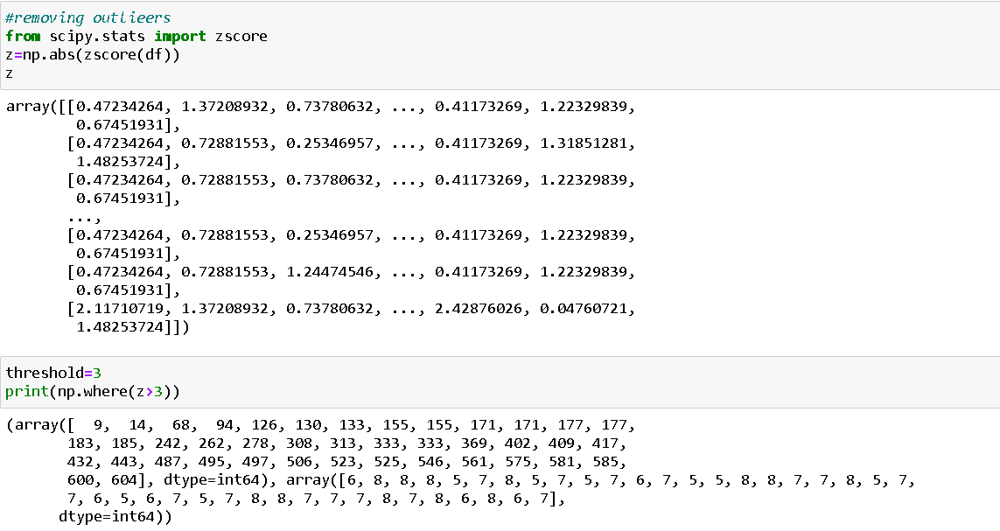 #removing outlieers
from scipy.stats import zscore
z=np.abs(zscore(df))
z
array([[0.47234264, 1.37208932, 0.73780632, ..., 0.41173269, 1.22329839,
0.67451931],
[0.47234264, 0.72881553, 0.25346957, ..., 0.41173269, 1.31851281,
1.48253724],
[0.47234264, 0.72881553, 0.73780632, ..., 0.41173269, 1.22329839,
0.67451931],
...,
[0.47234264, 0.72881553, 0.25346957, ..., 0.41173269, 1.22329839,
0.67451931],
[0.47234264, 0.72881553, 1.24474546, ..., 0.41173269, 1.22329839,
0.67451931],
[2.11710719, 1.37208932, 0.73780632, ..., 2.42876026, 0.04760721,
1.48253724]])
threshold=3
print(np.where(z>3))
(array([  9,  14,  68,  94, 126, 130, 133, 155, 155, 171, 171, 177, 177,
183, 185, 242, 262, 278, 308, 313, 333, 333, 369, 402, 409, 417,
432, 443, 487, 495, 497, 506, 523, 525, 546, 561, 575, 581, 585,
600, 604], dtype=int64), array([6, 8, 8, 8, 5, 7, 8, 5, 7, 5, 7, 6, 7, 5, 5, 8, 8, 7, 7, 8, 5, 7,
7, 6, 5, 6, 7, 5, 7, 8, 8, 7, 7, 7, 8, 7, 8, 6, 8, 6, 7],
dtype=int64))